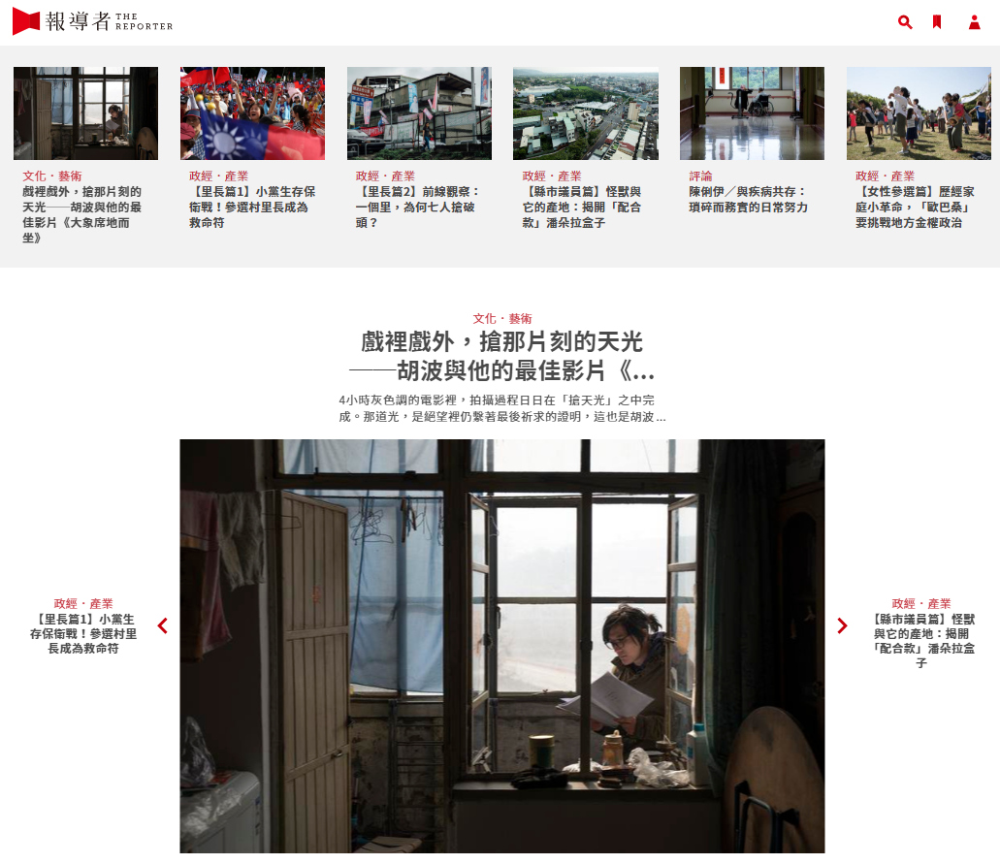 報導者 THE
REPORTER
文化．藝術
戲裡戲外，搶那片刻的
天光──胡波與他的最
佳影片《大象席地而
坐》
政經．產業
【里長篇1】小黨生存保
衛戰！參選村里長成為
救命符
政經．產業
【里長篇2】前線觀察：
一個里，為何七人搶破
頭？
政經．產業
【縣市議員篇】怪獸與
它的產地：揭開「配合
款」潘朵拉盒子
評論
陳俐伊／與疾病共存：
瑣碎而務實的日常努力
政經．產業
【女性參選篇】歷經家
庭小革命，「歐巴桑」
要挑戰地方金權政治
文化．藝術
戲裡戲外，搶那片刻的天光
──胡波與他的最佳影片《...
4小時灰色調的電影裡，拍攝過程日日在「搶天光」之中完
成。那道光，是絕望裡仍繫著最後祈求的證明，這也是胡波...
政經．產業
【里長篇1】小黨生
存保衛戰！參選村里
長成為救命符
政經．產業
【縣市議員篇】怪獸
與它的產地：揭開
「配合款」潘朵拉盒
子